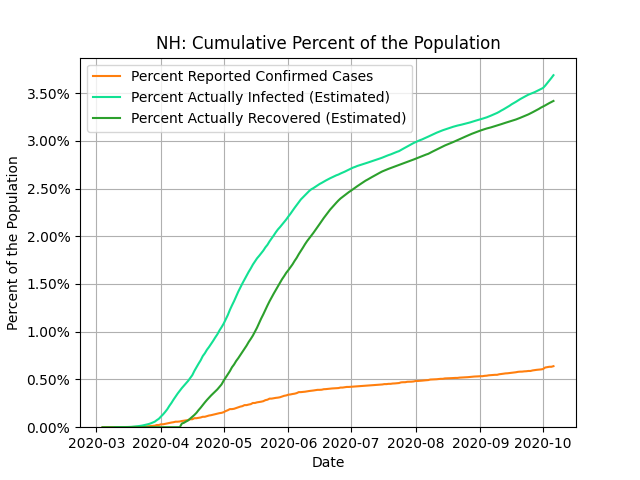 NH: Cumulative Percent of the Population
Percent Reported Confirmed Cases
Percent Actually Infected (Estimated)
Percent Actually Recovered (Estimated)
3.50%
3.00%
2.50%
2.00%
1.50%
1.00%
0.50%
0.00%
Percent of the Population
2020-03 2020-04 2020-05 2020-06 2020-07 2020-08 2020-09 2020-10
Date